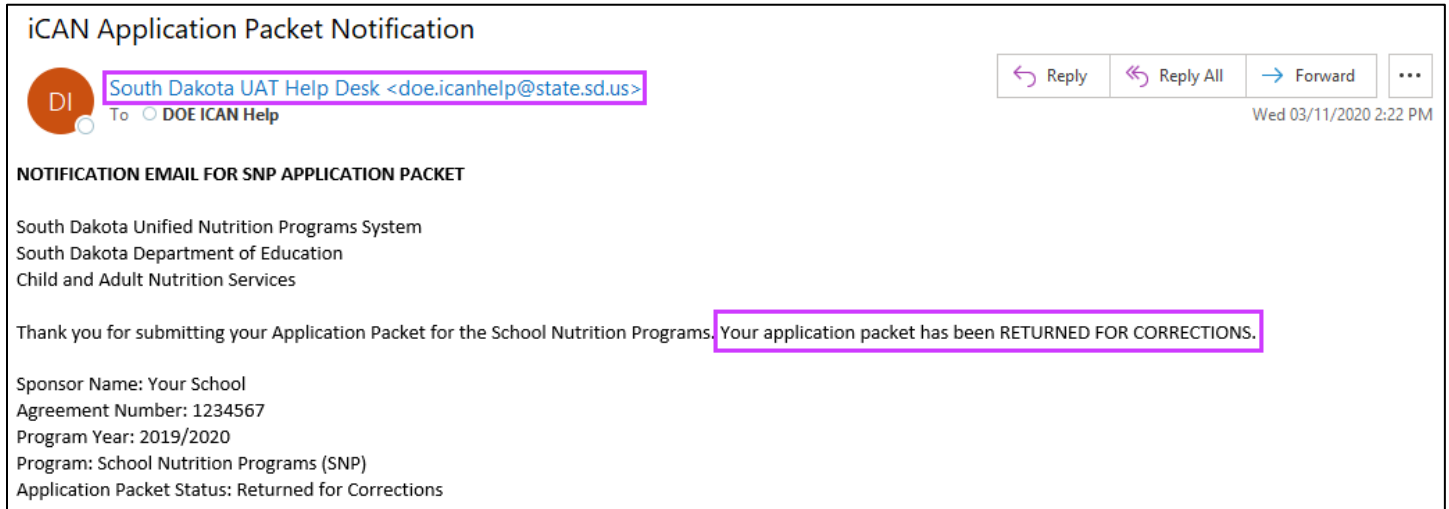 iCAN Application Packet Notification
DI
South Dakota UAT Help Desk <doe.icanhelp@state.sd.us>
To DOE ICAN Help
Reply
Reply All
Forward
...
Wed 03/11/2020 2:22 PM
NOTIFICATION EMAIL FOR SNP APPLICATION PACKET
South Dakota Unified Nutrition Programs System
South Dakota Department of Education
Child and Adult Nutrition Services
Thank you for submitting your Application Packet for the School Nutrition Programs. Your application packet has been RETURNED FOR CORRECTIONS.
Sponsor Name: Your School
Agreement Number: 1234567
Program Year: 2019/2020
Program: School Nutrition Programs (SNP)
Application Packet Status: Returned for Corrections